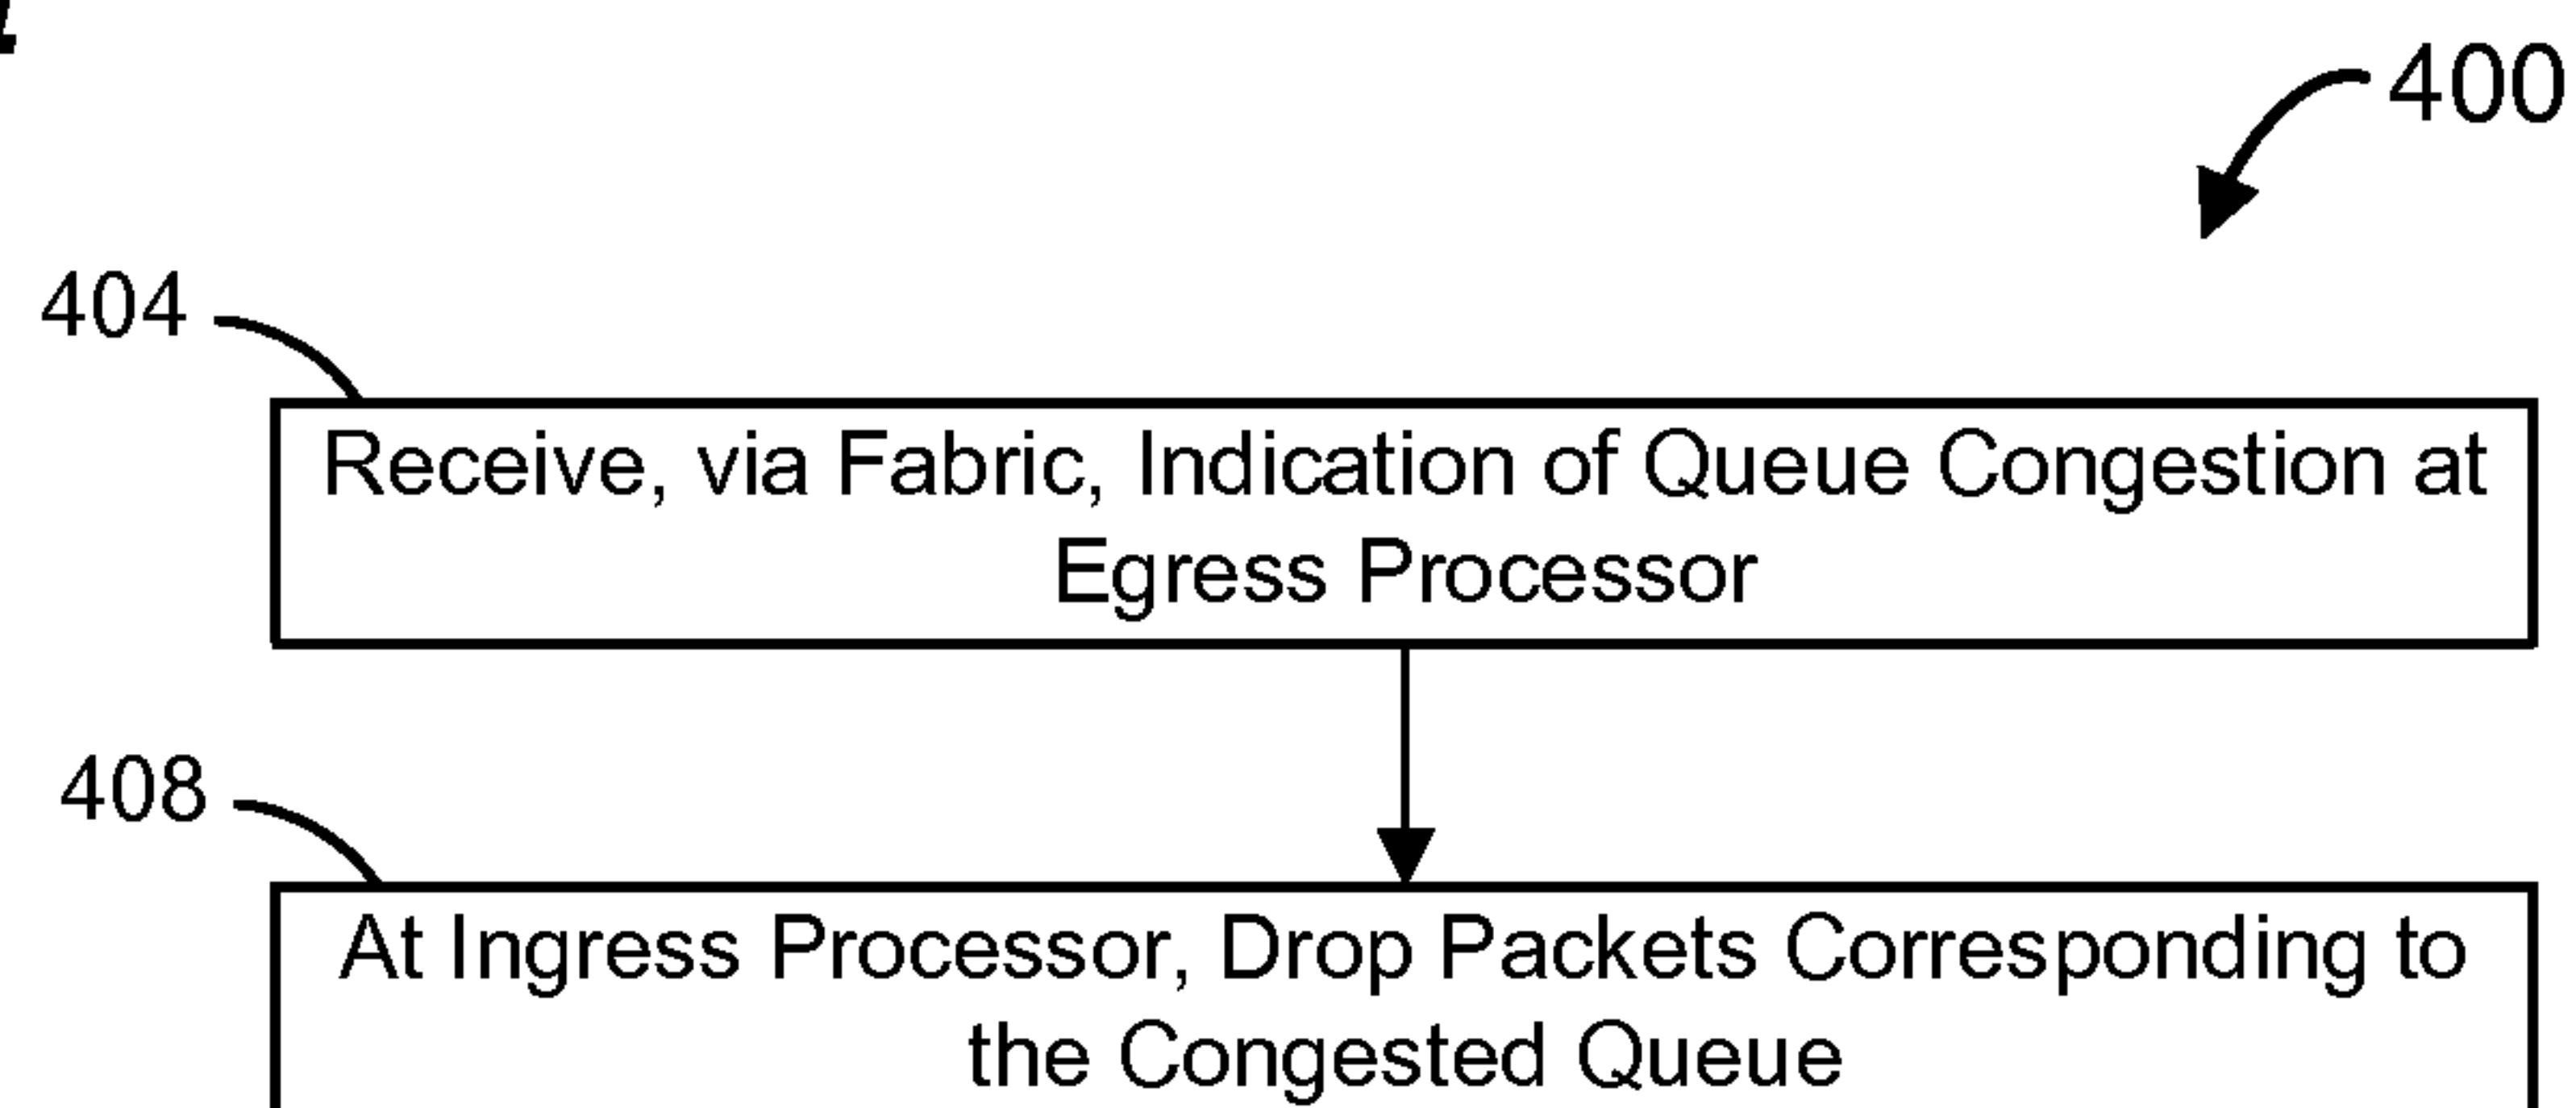 400
404
Receive, via Fabric, Indication of Queue Congestion at
Egress Processor
408
At Ingress Processor, Drop Packets Corresponding to
the Congested Queue